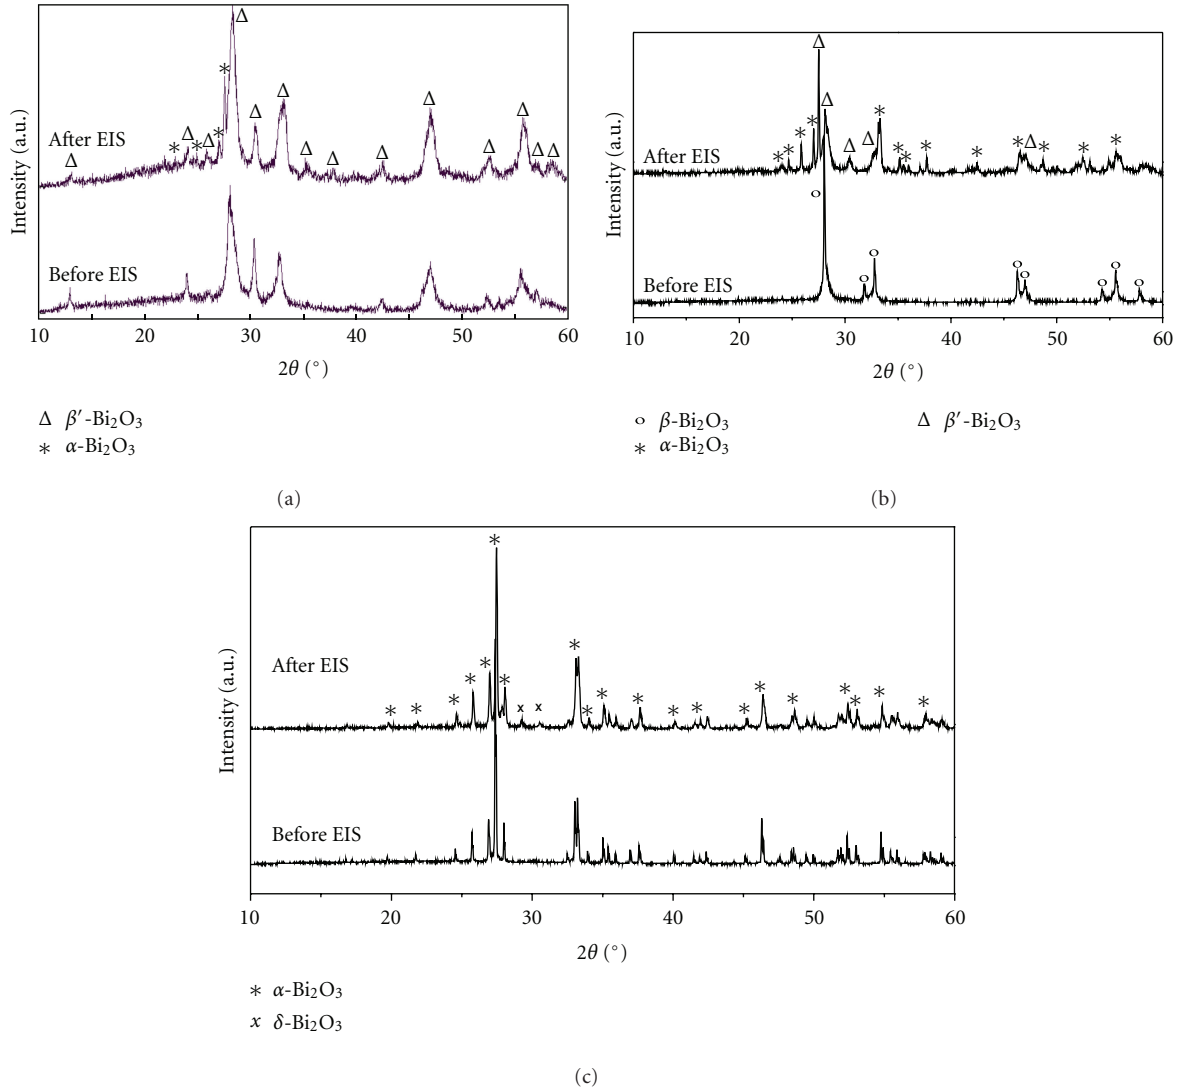 Intensity (a.u.)
After EIS
Before EIS
Δ Δ Δ Δ Δ Δ Δ Δ Δ Δ Δ Δ Δ Δ
* * * *
10 20 30 40 50 60
2θ (°)
Δ β′-Bi₂O₃
* α-Bi₂O₃
(a)
Intensity (a.u.)
After EIS
Before EIS
10 20 30 40 50 60
2θ (°)
o β-Bi₂O₃ Δ β′-Bi₂O₃
* α-Bi₂O₃
(b)
Intensity (a.u.)
After EIS
x x
Before EIS
10 20 30 40 50 60
2θ (°)
* α-Bi₂O₃
x δ-Bi₂O₃
(c)